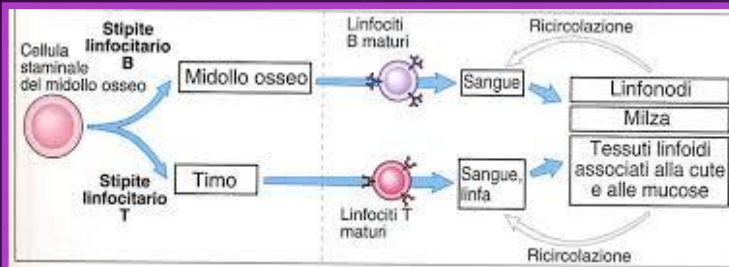 Cellula
staminale
del midollo osseo
Stipite
linfocitario
B
Midollo osseo
Linfociti
B maturi
Sangue
Ricircolazione
Linfonodi
Milza
Tessuti linfoidi
associati alla cute
e alle mucose
Stipite
linfocitario
T
Timo
Linfociti T
maturi
Sangue,
linfa
Ricircolazione